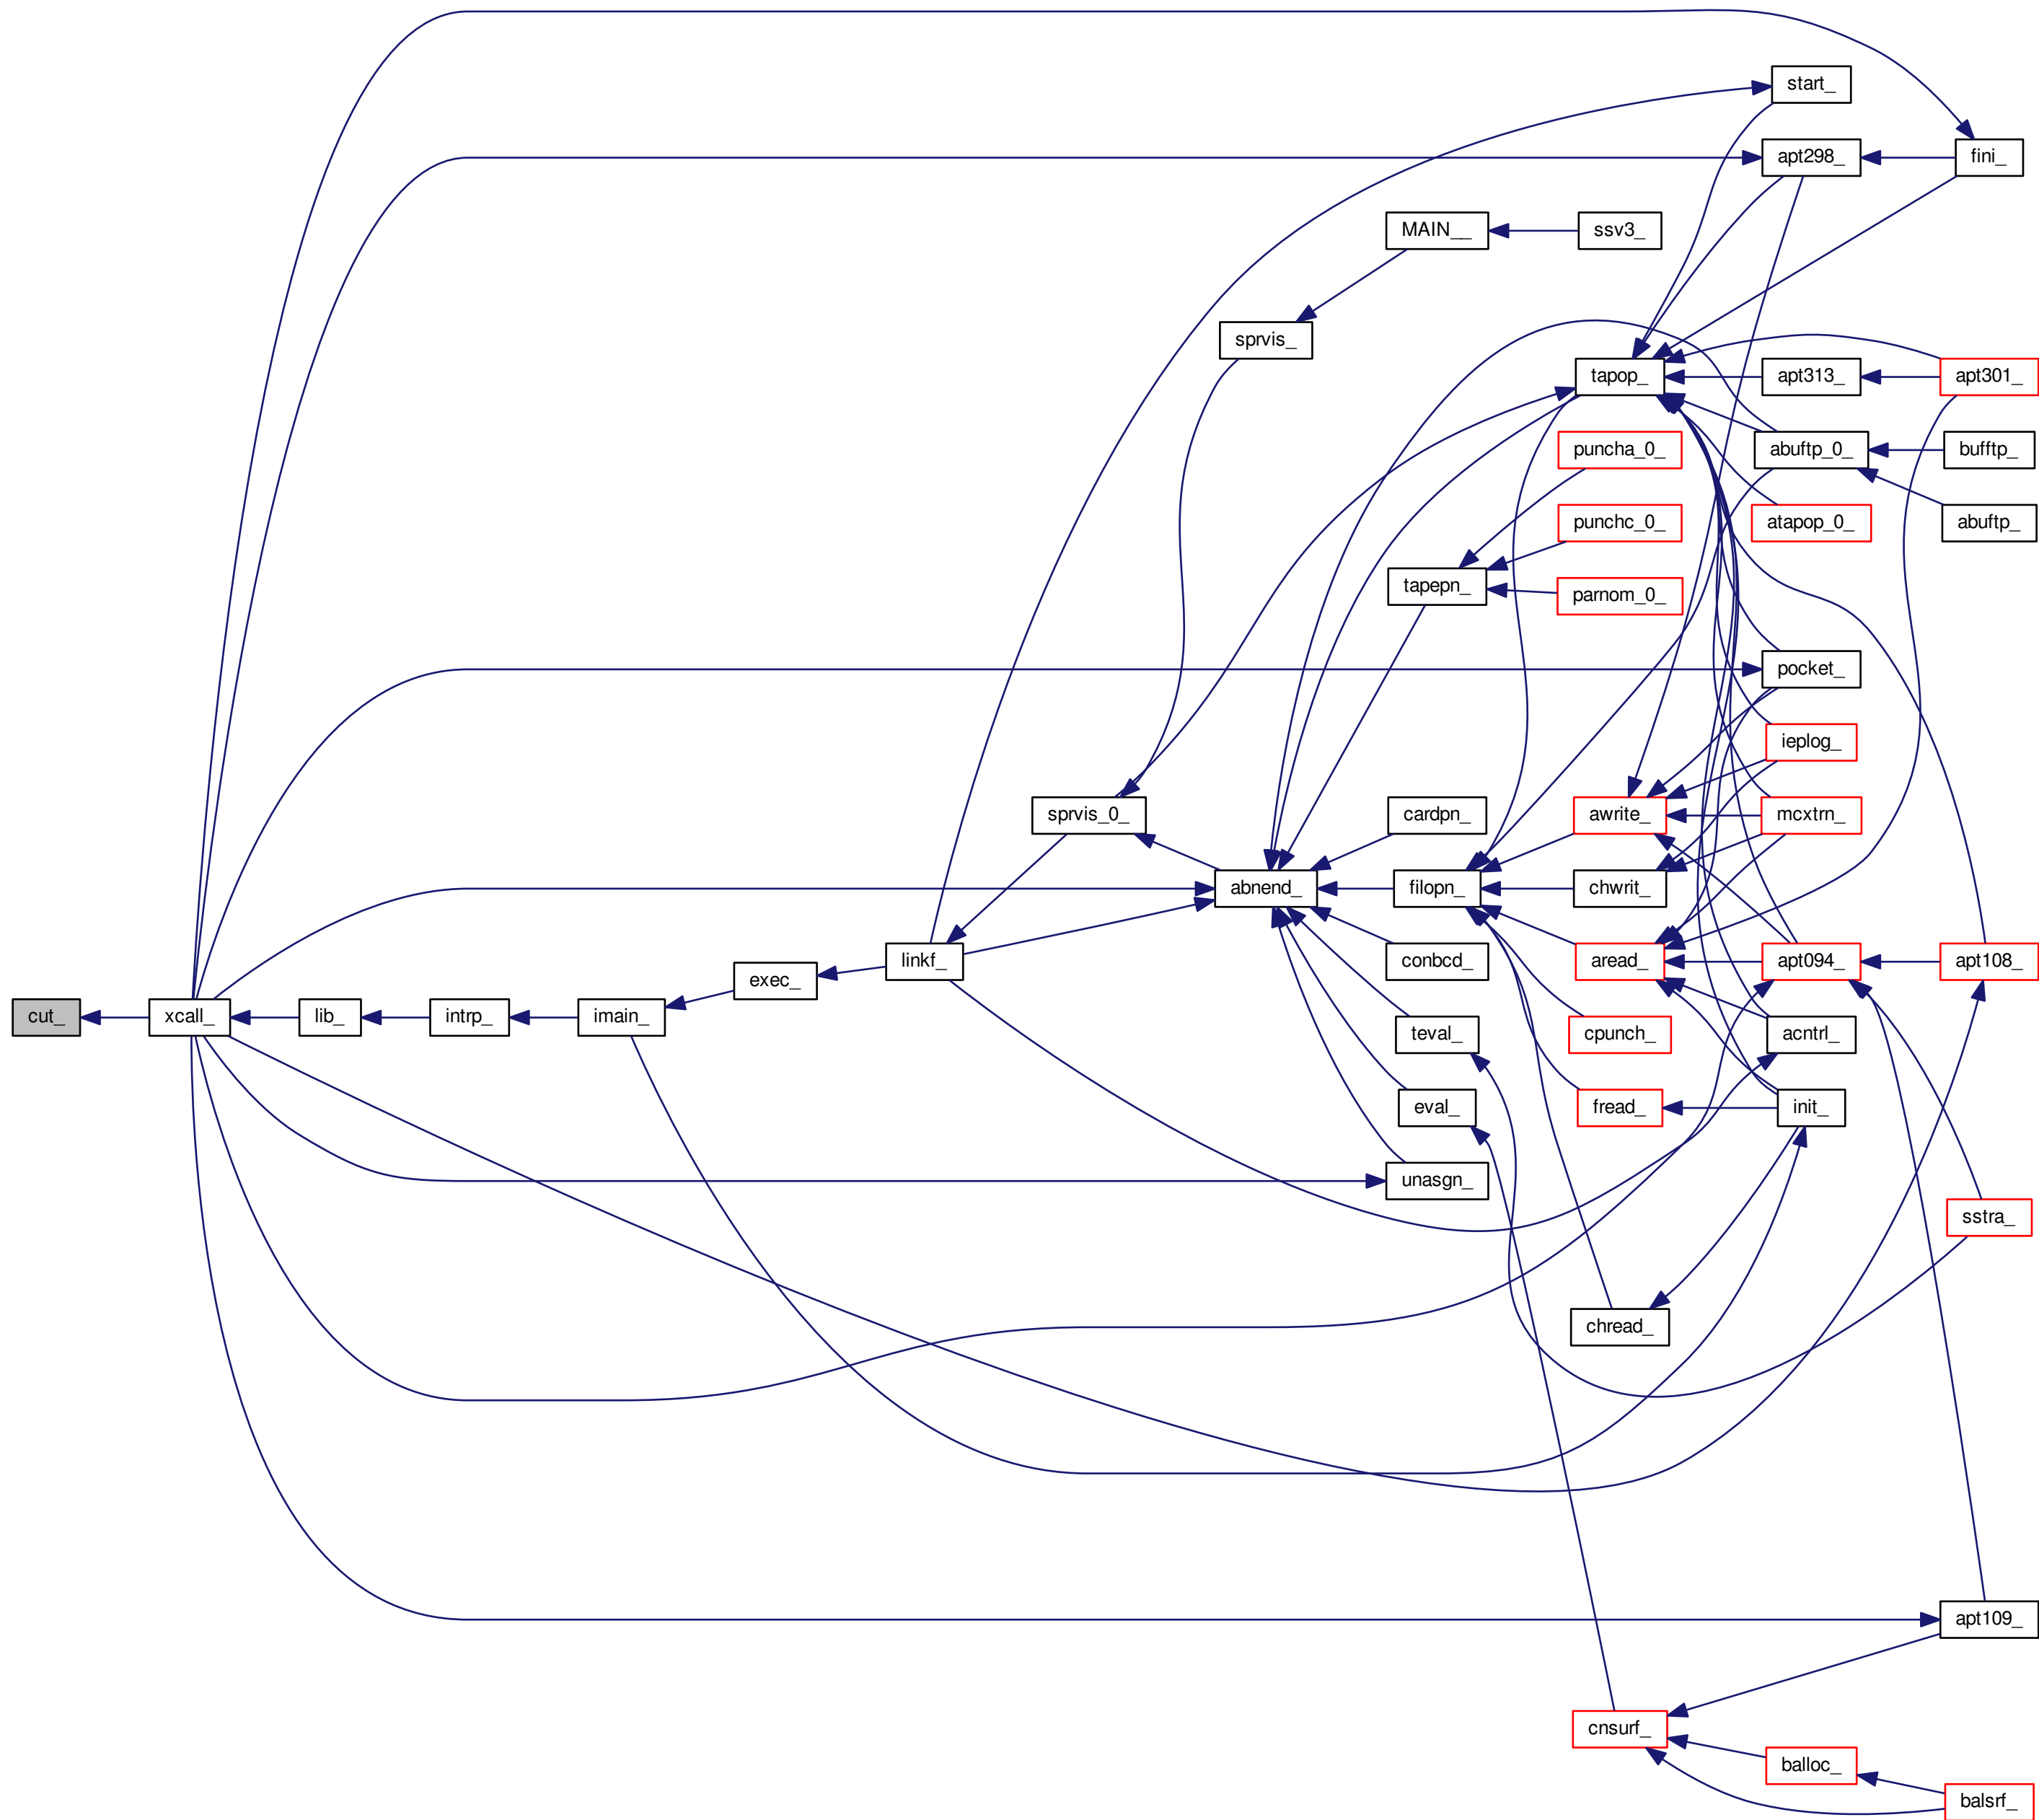 start_
apt298_
fini_
MAIN__
ssv3_
sprvis_
tapop_
apt313_
apt301_
puncha_0_
abuftp_0_
bufftp_
punchc_0_
atapop_0_
abuftp_
tapepn_
parnom_0_
pocket_
ieplog_
sprvis_0_
cardpn_
awrite_
mcxtrn_
abnend_
filopn_
chwrit_
linkf_
conbcd_
aread_
apt094_
apt108_
exec_
cut_
xcall_
lib_
intrp_
imain_
teval_
cpunch_
acntrl_
eval_
fread_
init_
unasgn_
sstra_
chread_
apt109_
cnsurf_
balloc_
balsrf_